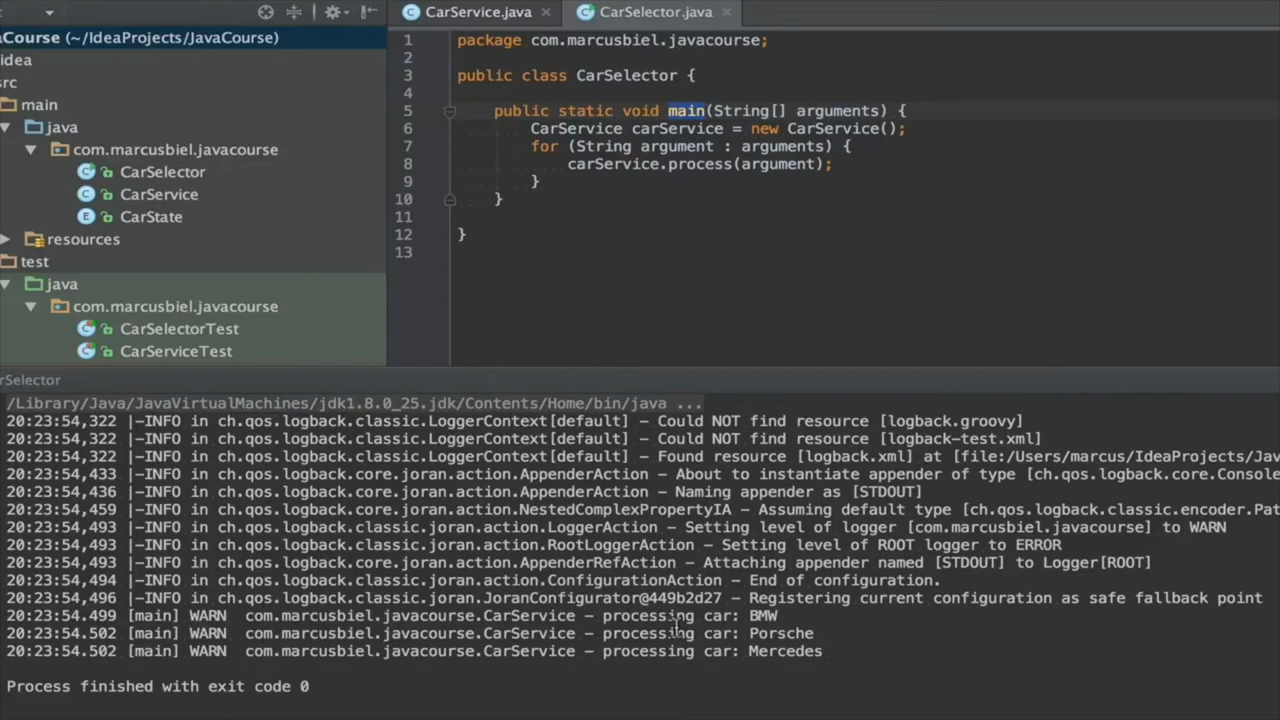 CarService.java
CarSelector.java
aCourse (~/IdeaProjects/JavaCourse)
idea
rc
main
java
com.marcusbiel.javacourse
CarSelector
CarService
CarState
resources
test
java
com.marcusbiel.javacourse
CarSelectorTest
CarServiceTest
1 package com.marcusbiel.javacourse;
2
3 public class CarSelector {
4
5 public static void main(String[] arguments) {
6 CarService carService = new CarService();
7 for (String argument : arguments) {
8 carService.process(argument);
9 }
10 }
11
12 }
13
rSelector
/Library/Java/JavaVirtualMachines/jdk1.8.0_25.jdk/Contents/Home/bin/java ...
20:23:54,322 |-INFO in ch.qos.logback.classic.LoggerContext[default] - Could NOT find resource [logback.groovy]
20:23:54,322 |-INFO in ch.qos.logback.classic.LoggerContext[default] - Could NOT find resource [logback-test.xml]
20:23:54,322 |-INFO in ch.qos.logback.classic.LoggerContext[default] - Found resource [logback.xml] at [file:/Users/marcus/IdeaProjects/Jav
20:23:54,433 |-INFO in ch.qos.logback.core.joran.action.AppenderAction - About to instantiate appender of type [ch.qos.logback.core.Console
20:23:54,436 |-INFO in ch.qos.logback.core.joran.action.AppenderAction - Naming appender as [STDOUT]
20:23:54,459 |-INFO in ch.qos.logback.core.joran.action.NestedComplexPropertyIA - Assuming default type [ch.qos.logback.classic.encoder.Pat
20:23:54,493 |-INFO in ch.qos.logback.classic.joran.action.LoggerAction - Setting level of logger [com.marcusbiel.javacourse] to WARN
20:23:54,493 |-INFO in ch.qos.logback.classic.joran.action.RootLoggerAction - Setting level of ROOT logger to ERROR
20:23:54,493 |-INFO in ch.qos.logback.core.joran.action.AppenderRefAction - Attaching appender named [STDOUT] to Logger[ROOT]
20:23:54,494 |-INFO in ch.qos.logback.classic.joran.action.ConfigurationAction - End of configuration.
20:23:54,496 |-INFO in ch.qos.logback.classic.joran.JoranConfigurator@449b2d27 - Registering current configuration as safe fallback point
20:23:54.499 [main] WARN com.marcusbiel.javacourse.CarService - processing car: BMW
20:23:54.502 [main] WARN com.marcusbiel.javacourse.CarService - processing car: Porsche
20:23:54.502 [main] WARN com.marcusbiel.javacourse.CarService - processing car: Mercedes
Process finished with exit code 0